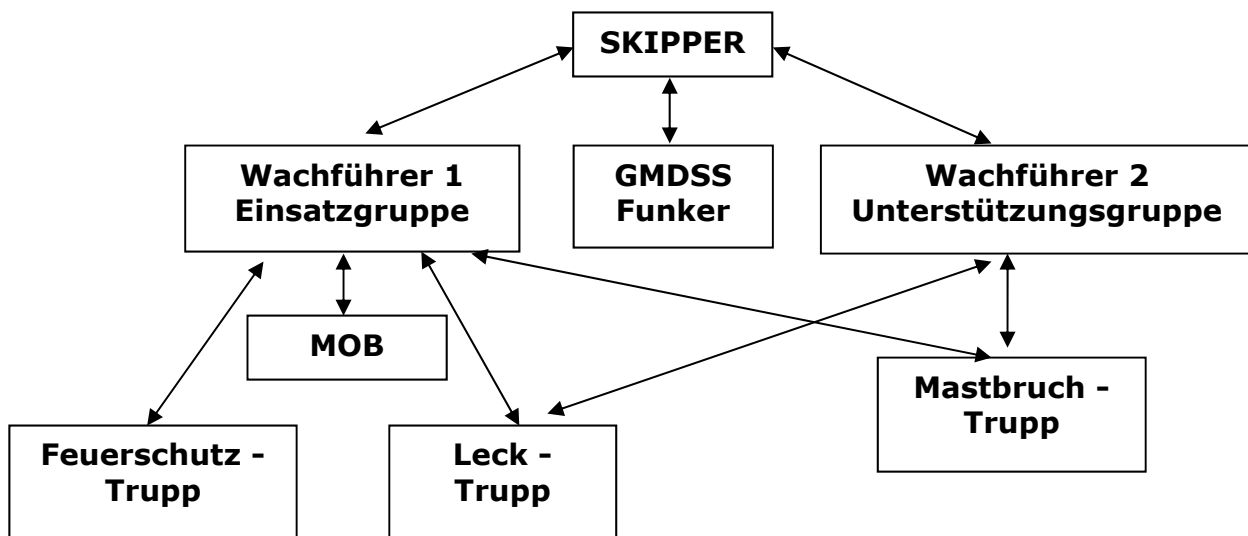 SKIPPER
Wachführer 1
Einsatzgruppe
GMDSS
Funker
Wachführer 2
Unterstützungsgruppe
MOB
Mastbruch -
Trupp
Feuerschutz -
Trupp
Leck -
Trupp